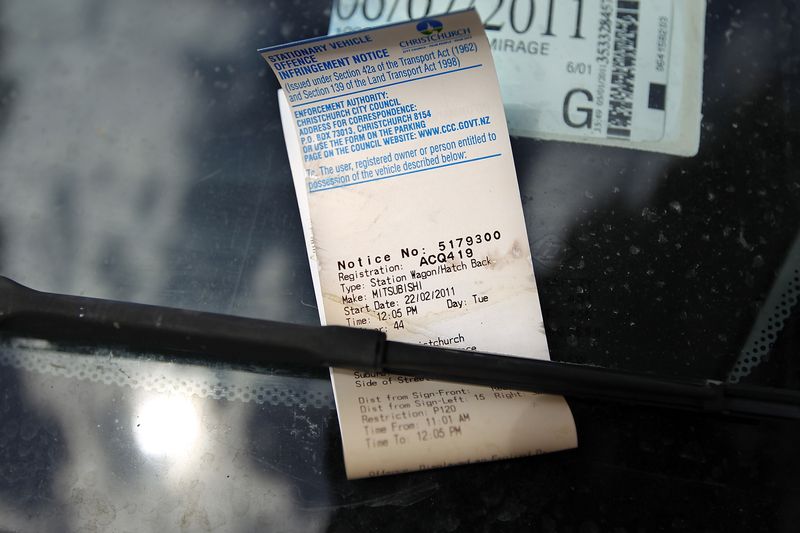 08/07/2011
MIRAGE
6/01
G
STATIONARY VEHICLE
OFFENCE
INFRINGEMENT NOTICE
CHRISTCHURCH
(Issued under Section 42a of the Transport Act (1962)
and Section 139 of the Land Transport Act 1998)
ENFORCEMENT AUTHORITY:
CHRISTCHURCH CITY COUNCIL
ADDRESS FOR CORRESPONDENCE:
P.O. BOX 73013, CHRISTCHURCH 8154
OR USE THE FORM ON THE PARKING
PAGE ON THE COUNCIL WEBSITE: WWW.CCC.GOVT.NZ
To, The user, registered owner or person entitled to
possession of the vehicle described below:
Notice No: 5179300
Registration: ACQ419
Type: Station Wagon/Hatch Back
Make: MITSUBISHI
Start Date: 22/02/2011
Time: 12:05 PM Day: Tue
44
Side of Street
Dist from Sign-Front:
Dist from Sign-Left: 15 Right:
Restriction: P120
Time From: 11:01 AM
Time To: 12:05 PM